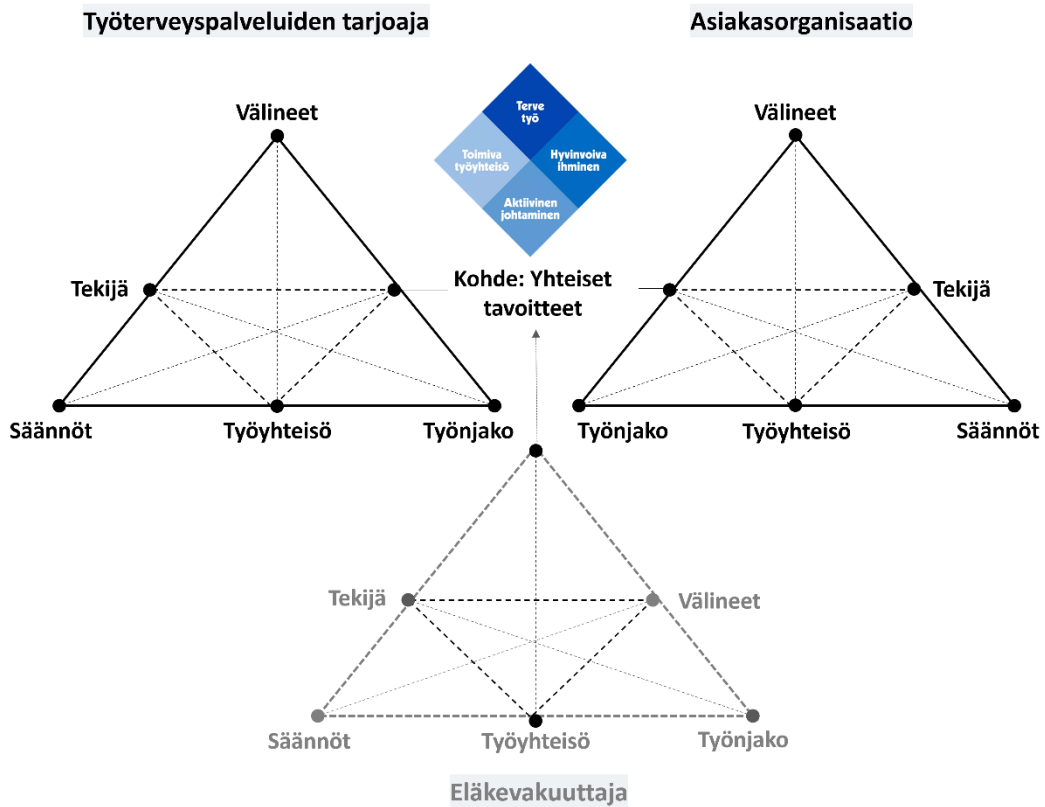 Työterveyspalveluiden tarjoaja
Asiakasorganisaatio
Välineet
Terve
työ
Toimiva
työyhteisö
Hyvinvoiva
ihminen
Aktiivinen
johtaminen
Välineet
Tekijä
Kohde: Yhteiset
tavoitteet
Tekijä
Säännöt
Työyhteisö
Työnjako
Työnjako
Työyhteisö
Säännöt
Tekijä
Välineet
Säännöt
Työyhteisö
Työnjako
Eläkevakuuttaja